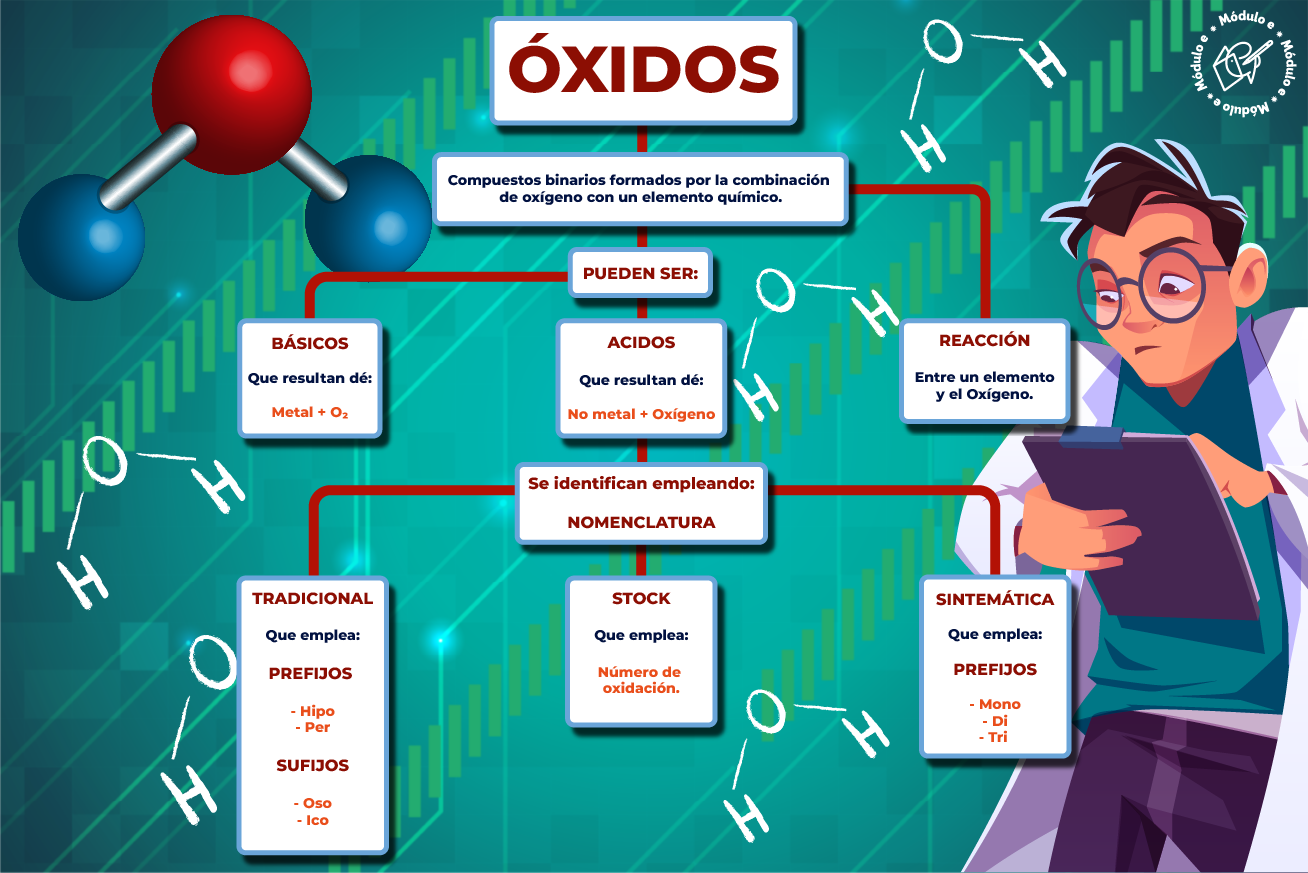 ÓXIDOS
Módulo e * Módulo e * Módulo e * Módulo e *
Compuestos binarios formados por la combinación
de oxígeno con un elemento químico.
PUEDEN SER:
BÁSICOS
Que resultan dé:
Metal + O₂
ACIDOS
Que resultan dé:
No metal + Oxígeno
REACCIÓN
Entre un elemento
y el Oxígeno.
Se identifican empleando:
NOMENCLATURA
TRADICIONAL
Que emplea:
PREFIJOS
- Hipo
- Per
SUFIJOS
- Oso
- Ico
STOCK
Que emplea:
Número de
oxidación.
SINTEMÁTICA
Que emplea:
PREFIJOS
- Mono
- Di
- Tri
O H
H
O H
H
O H
H
O
H
O H
H